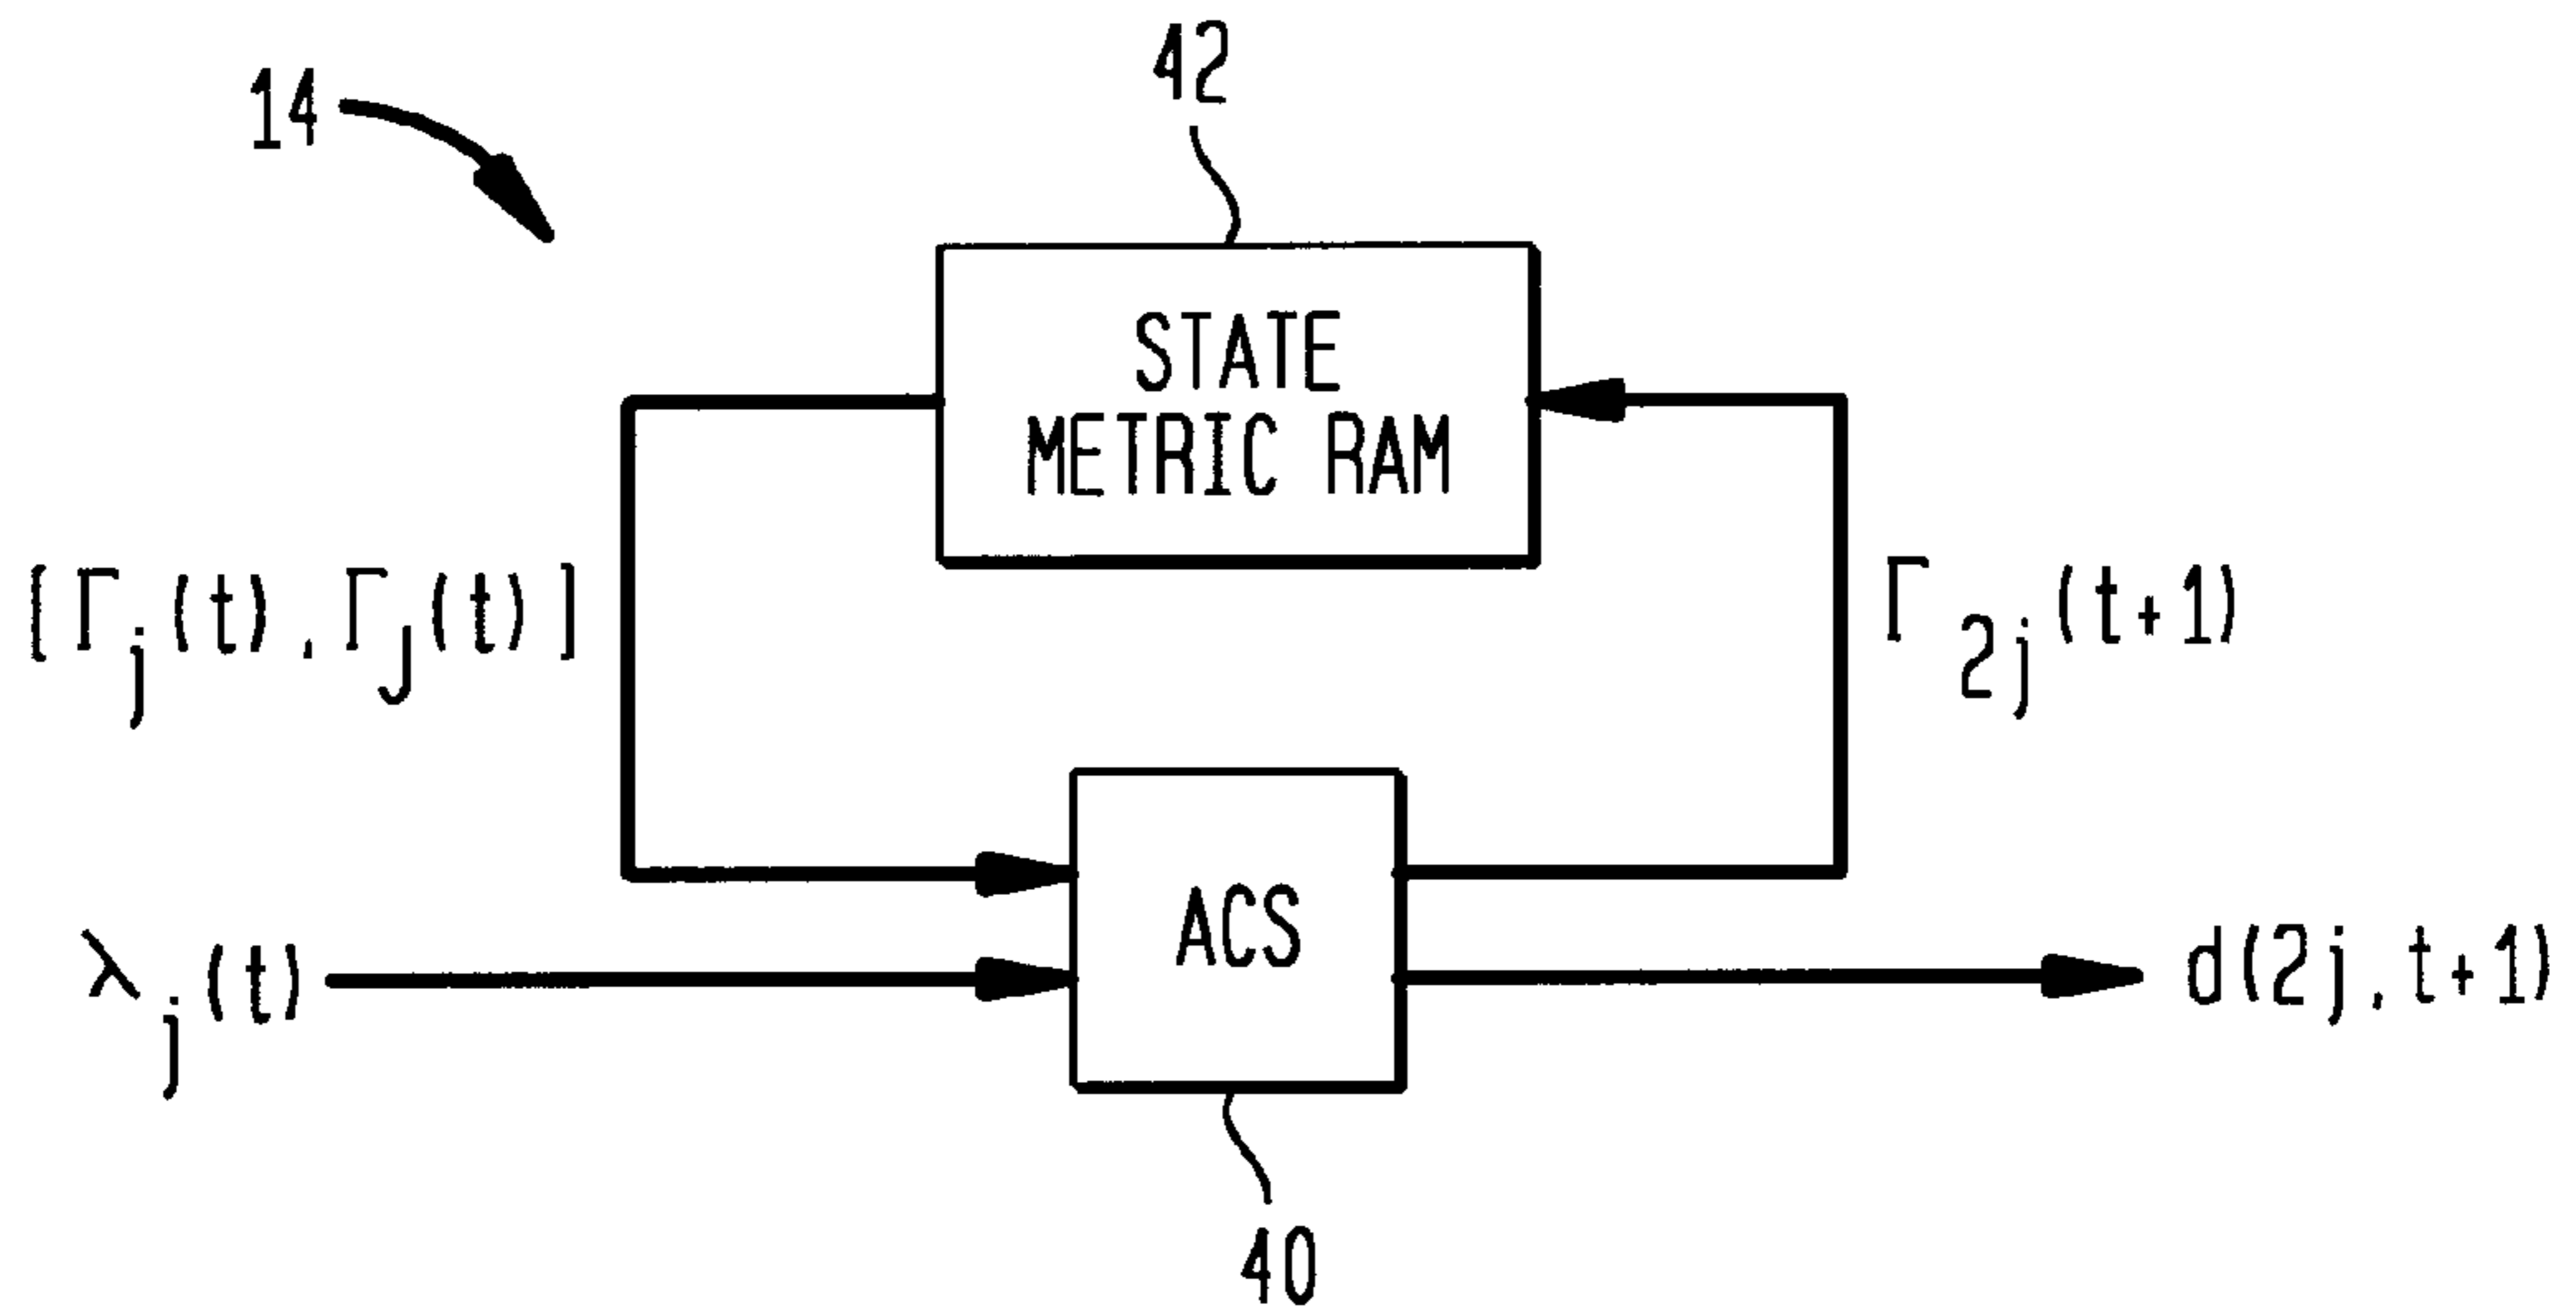 42
14
STATE
METRIC RAM
[Γj(t),ΓJ(t)]
Γ2j(t+1)
ACS
λj(t)
d(2j,t+1)
40